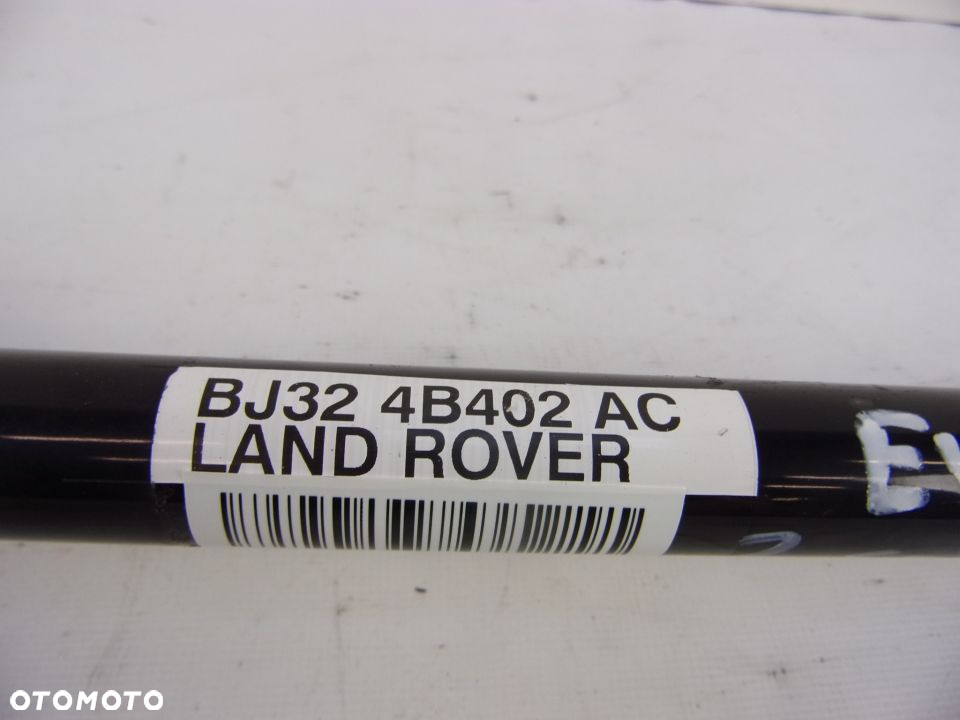 BJ32 4B402 AC
LAND ROVER
OTOMOTO